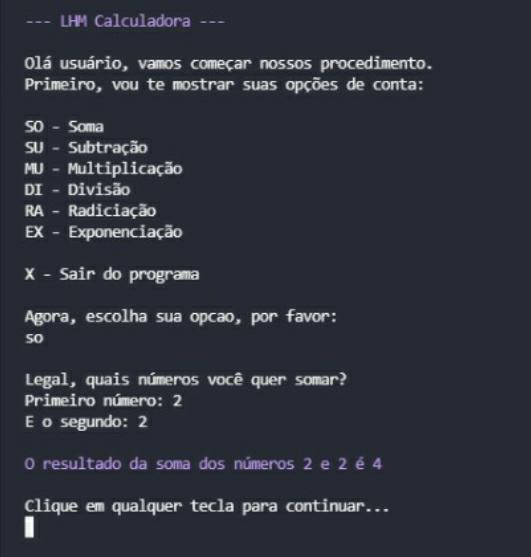 --- LHM Calculadora ---
Olá usuário, vamos começar nossos procedimento.
Primeiro, vou te mostrar suas opções de conta:
SO - Soma
SU - Subtração
MU - Multiplicação
DI - Divisão
RA - Radiciação
EX - Exponenciação
X - Sair do programa
Agora, escolha sua opcao, por favor:
so
Legal, quais números você quer somar?
Primeiro número: 2
E o segundo: 2
O resultado da soma dos números 2 e 2 é 4
Clique em qualquer tecla para continuar...